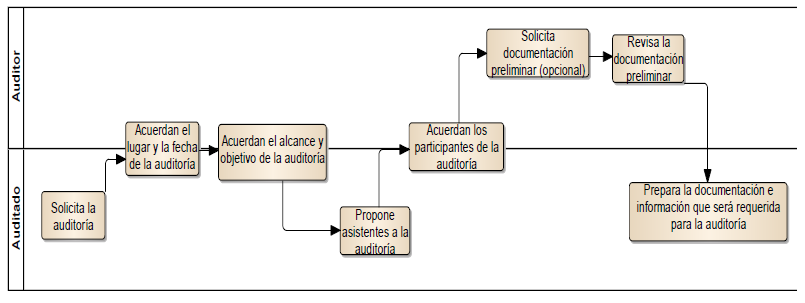 Auditor
Auditado
Solicita la
auditoría
Acuerdan el
lugar y la fecha
de la auditoría
Acuerdan el alcance y
objetivo de la auditoría
Propone
asistentes a la
auditoría
Acuerdan los
participantes de la
auditoría
Solicita
documentación
preliminar (opcional)
Revisa la
documentación
preliminar
Prepara la documentación e
información que será requerida
para la auditoría